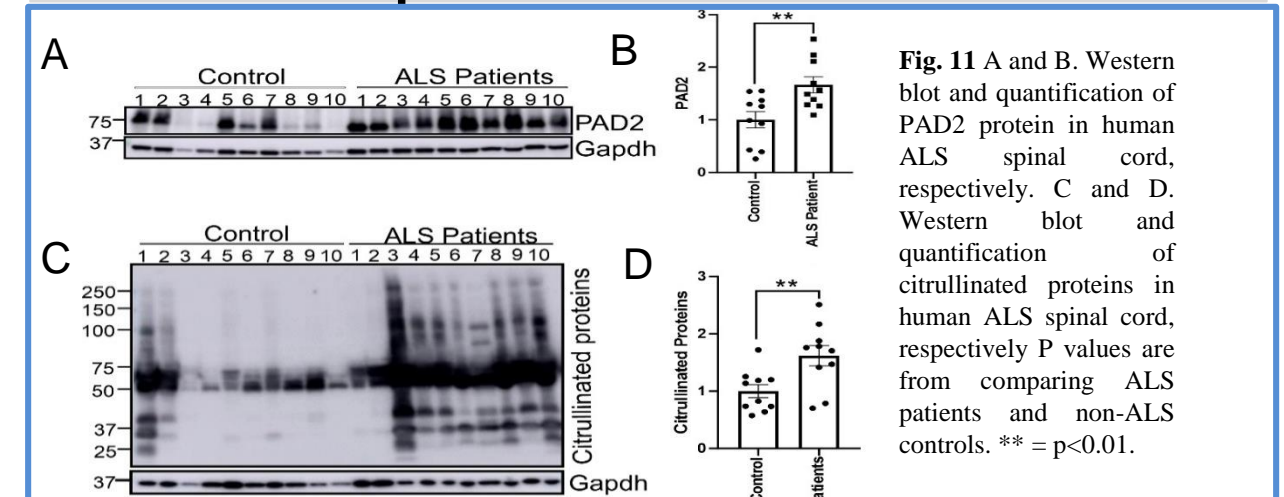 A
Control
ALS Patients
1 2 3 4 5 6 7 8 9 10 1 2 3 4 5 6 7 8 9 10
75
PAD2
37
Gapdh
B
3
**
2
PAD2
1
0
Control
ALS Patient
C
Control
ALS Patients
1 2 3 4 5 6 7 8 9 10 1 2 3 4 5 6 7 8 9 10
250
150
100
75
50
37
25
Citrullinated proteins
37
Gapdh
D
3
**
2
Citrullinated Proteins
1
0
Control
Fig. 11 A and B. Western
blot and quantification of
PAD2 protein in human
ALS spinal cord,
respectively. C and D.
Western blot and
quantification of
citrullinated proteins in
human ALS spinal cord,
respectively P values are
from comparing ALS
patients and non-ALS
controls. ** = p<0.01.